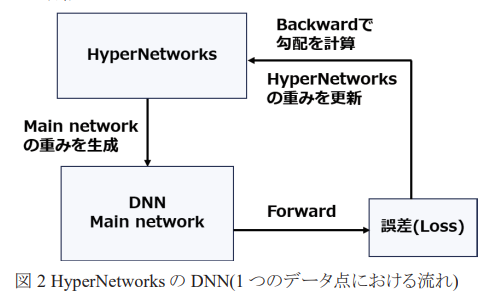 HyperNetworks
Backwardで
勾配を計算
HyperNetworks
の重みを更新
Main network
の重みを生成
DNN
Main network
Forward
誤差(Loss)
図 2 HyperNetworks の DNN(1 つのデータ点における流れ)